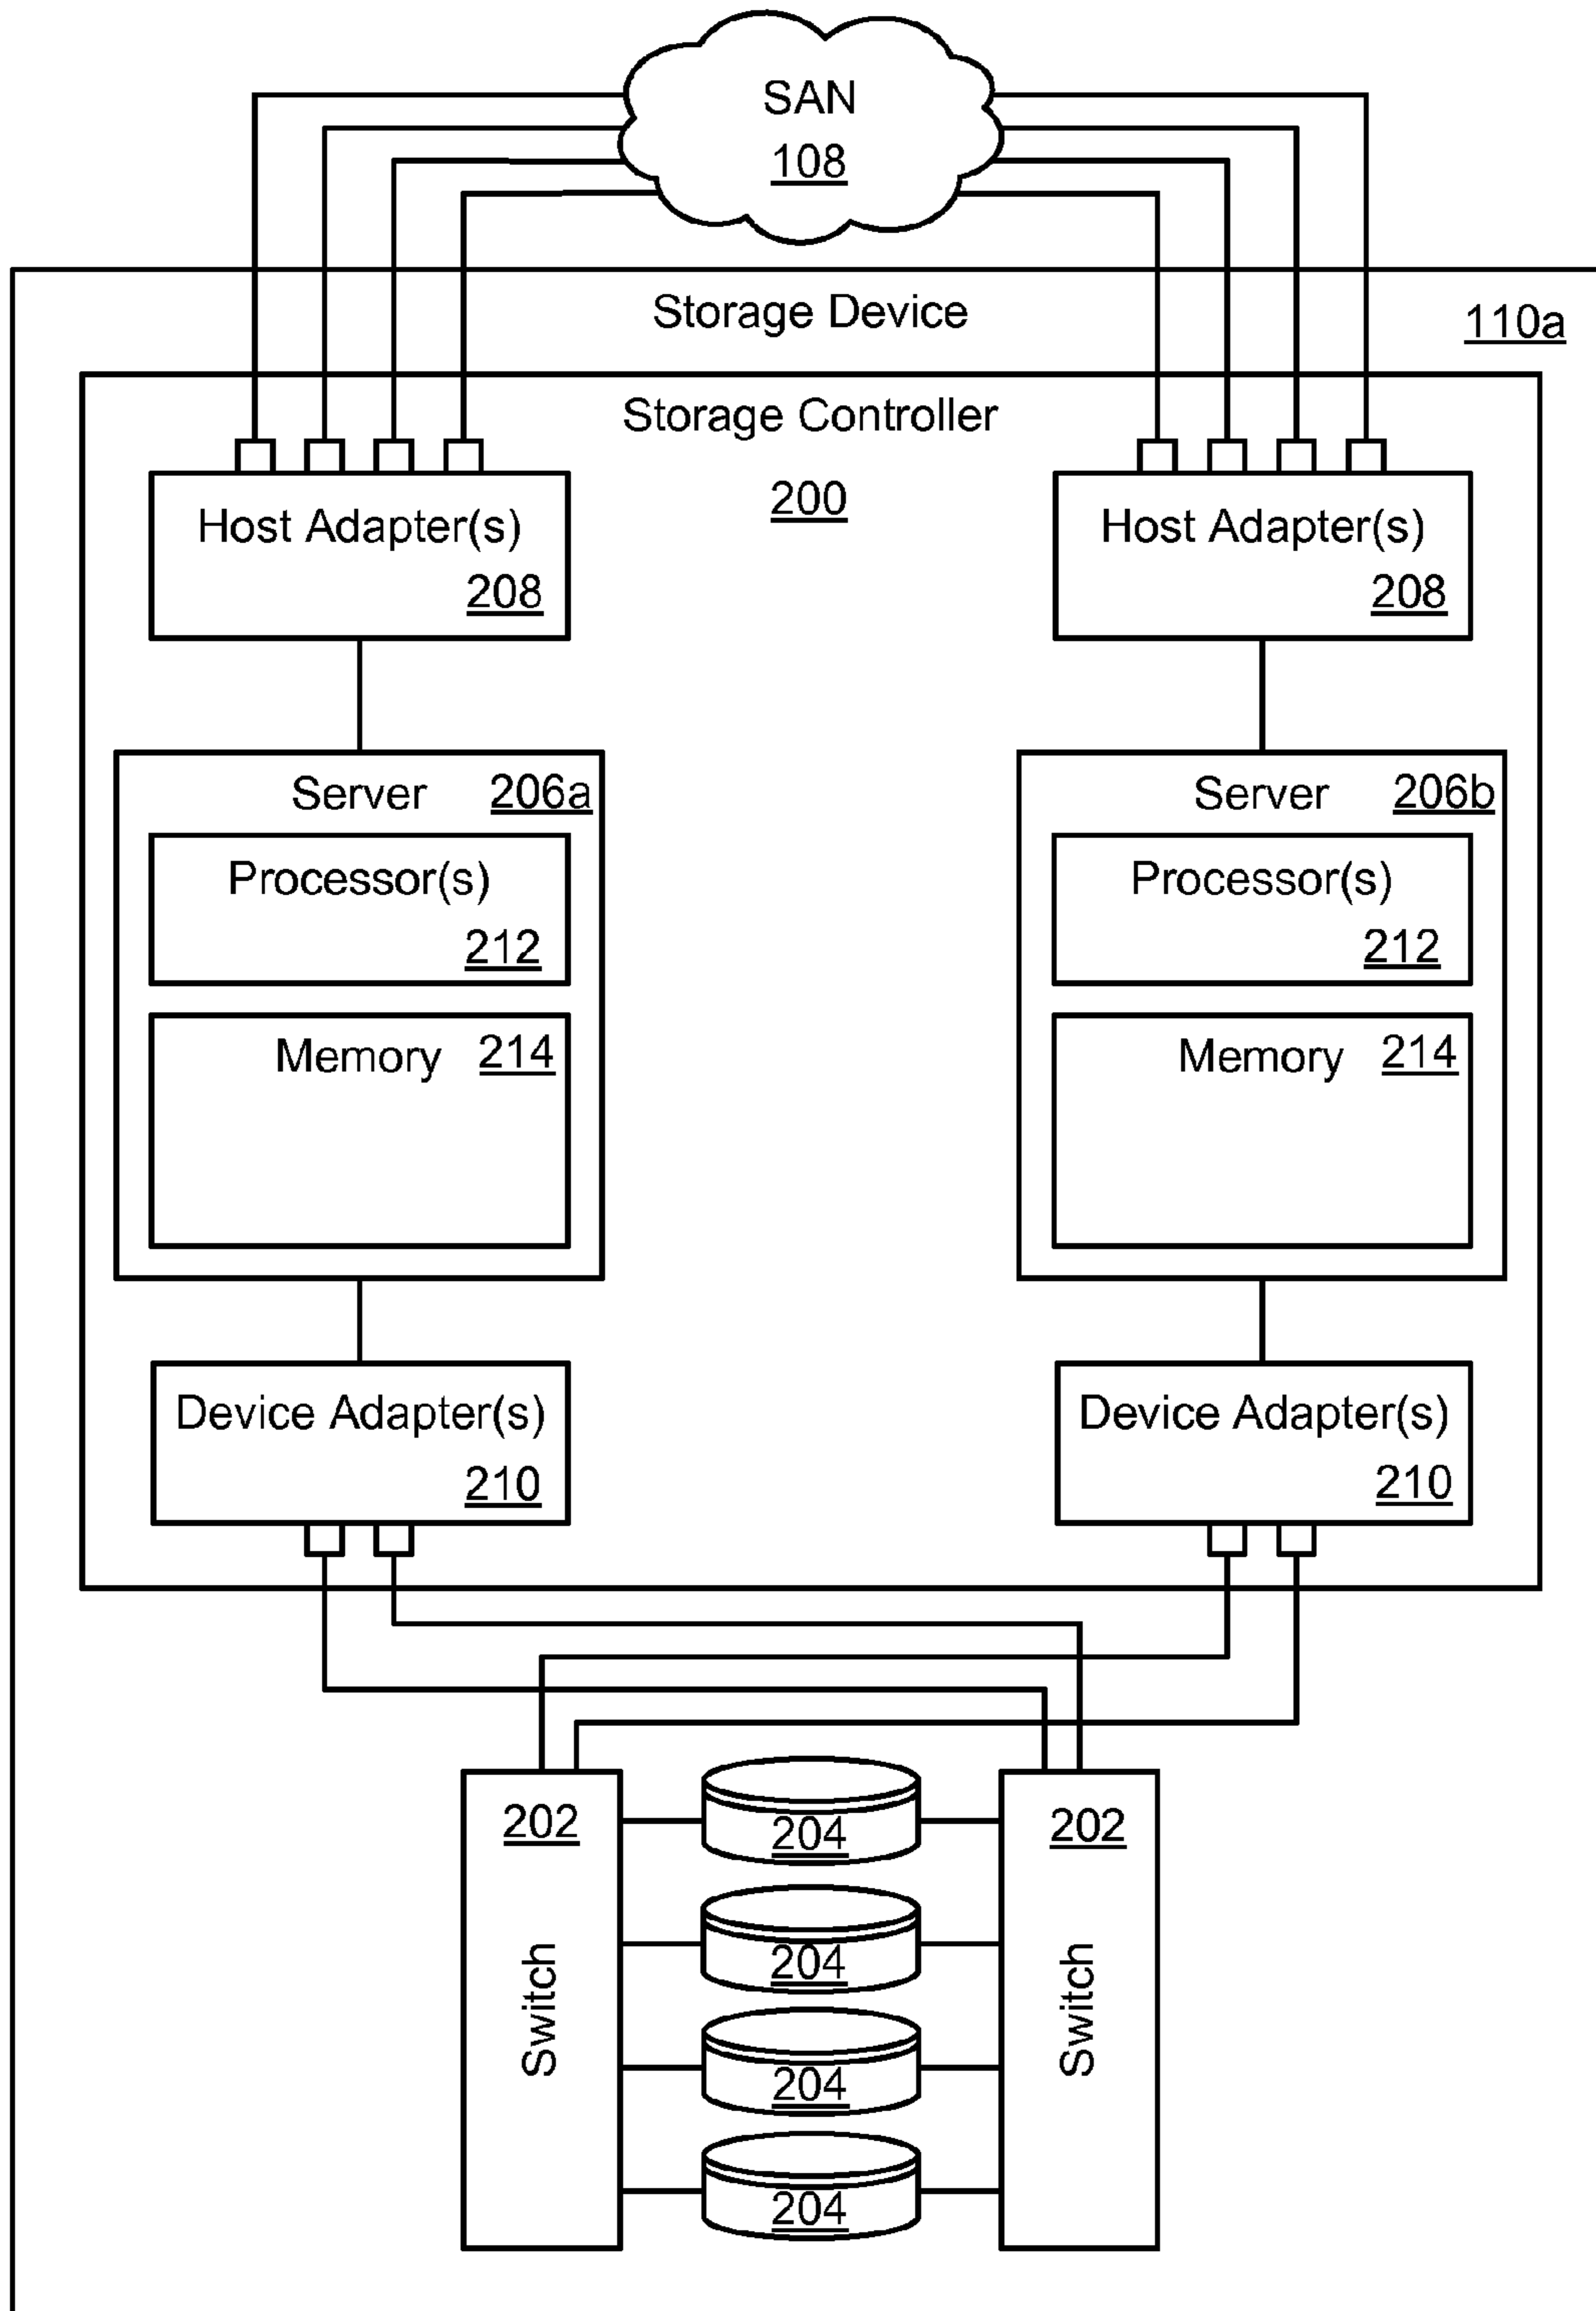 SAN
108
Storage Device
110a
Storage Controller
200
Host Adapter(s)
208
Host Adapter(s)
208
Server 206a
Processor(s)
212
Memory 214
Server 206b
Processor(s)
212
Memory 214
Device Adapter(s)
210
Device Adapter(s)
210
202
Switch
204
204
204
204
202
Switch